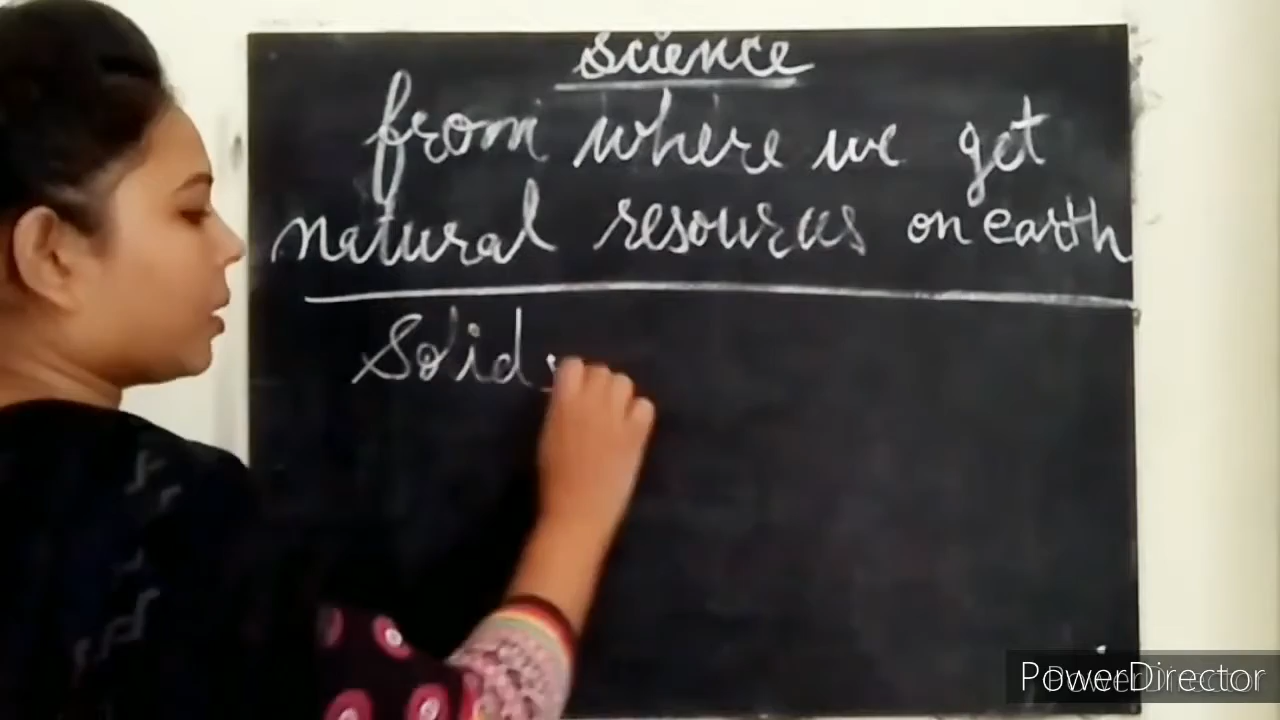 science
from where we get
natural resources on earth
Solid
PowerDirector